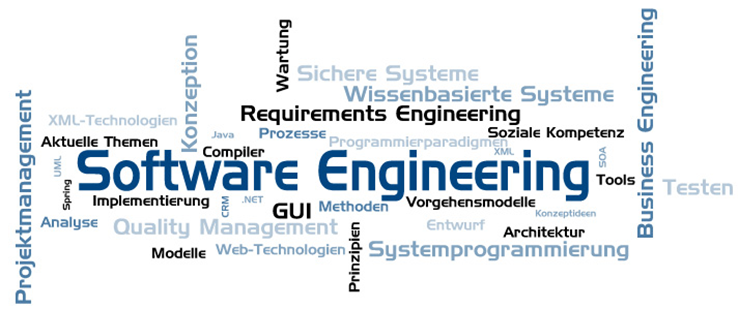 Wartung
Sichere Systeme
Business Engineering
Konzeption
Wissenbasierte Systeme
Projektmanagement
XML-Technologien
Requirements Engineering
Aktuelle Themen
Java
Prozesse
Programmierparadigmen
Soziale Kompetenz
Compiler
XML
SOA
UML
Software Engineering
Tools
Testen
Spring
Implementierung
CRM
.NET
GUI
Methoden
Vorgehensmodelle
Konzeptideen
Analyse
Quality Management
Prinzipien
Entwurf
Architektur
Modelle
Web-Technologien
Systemprogrammierung